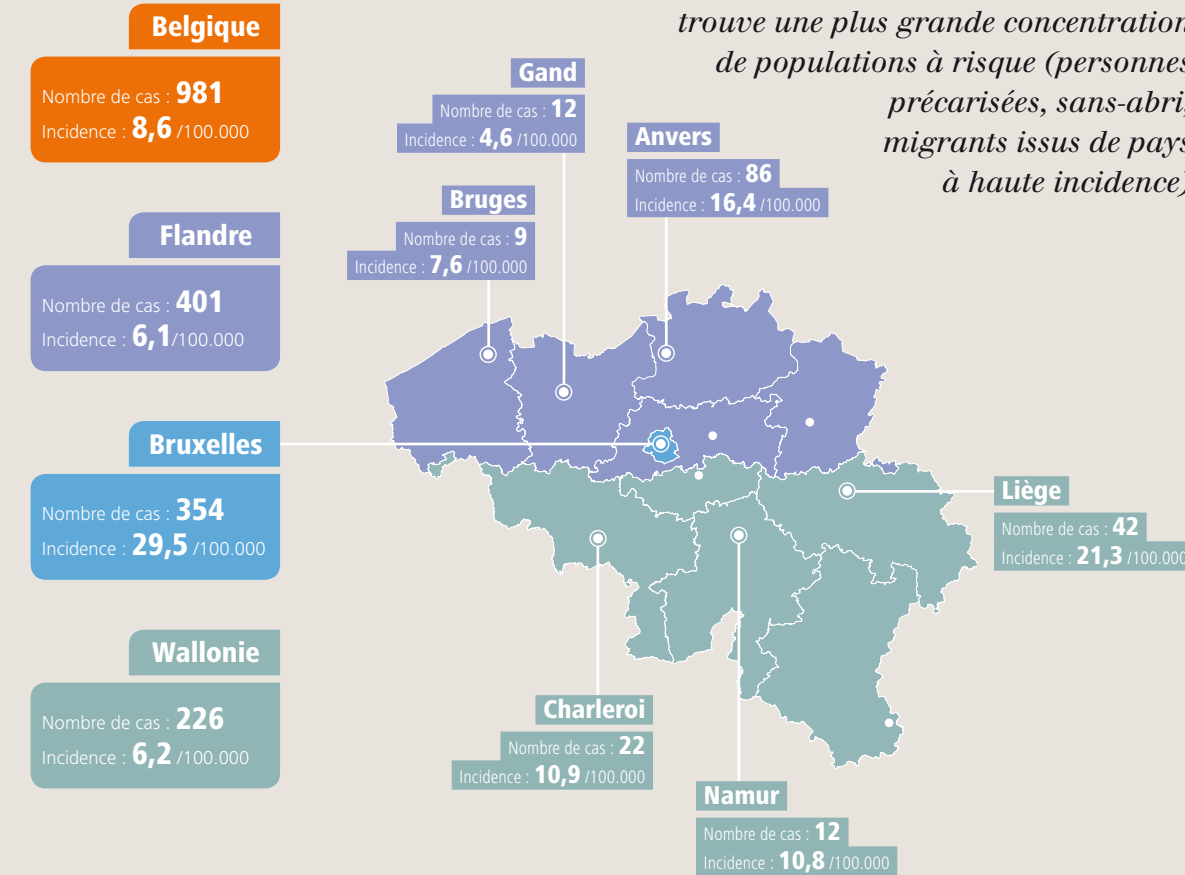 trouve une plus grande concentration
de populations à risque (personnes
précarisées, sans-abri,
migrants issus de pays
à haute incidence)
Belgique
Nombre de cas : 981
Incidence : 8,6 /100.000
Flandre
Nombre de cas : 401
Incidence : 6,1/100.000
Bruxelles
Nombre de cas : 354
Incidence : 29,5 /100.000
Wallonie
Nombre de cas : 226
Incidence : 6,2 /100.000
Gand
Nombre de cas : 12
Incidence : 4,6 /100.000
Bruges
Nombre de cas : 9
Incidence : 7,6 /100.000
Anvers
Nombre de cas : 86
Incidence : 16,4 /100.000
Liège
Nombre de cas : 42
Incidence : 21,3 /100.000
Charleroi
Nombre de cas : 22
Incidence : 10,9 /100.000
Namur
Nombre de cas : 12
Incidence : 10,8 /100.000